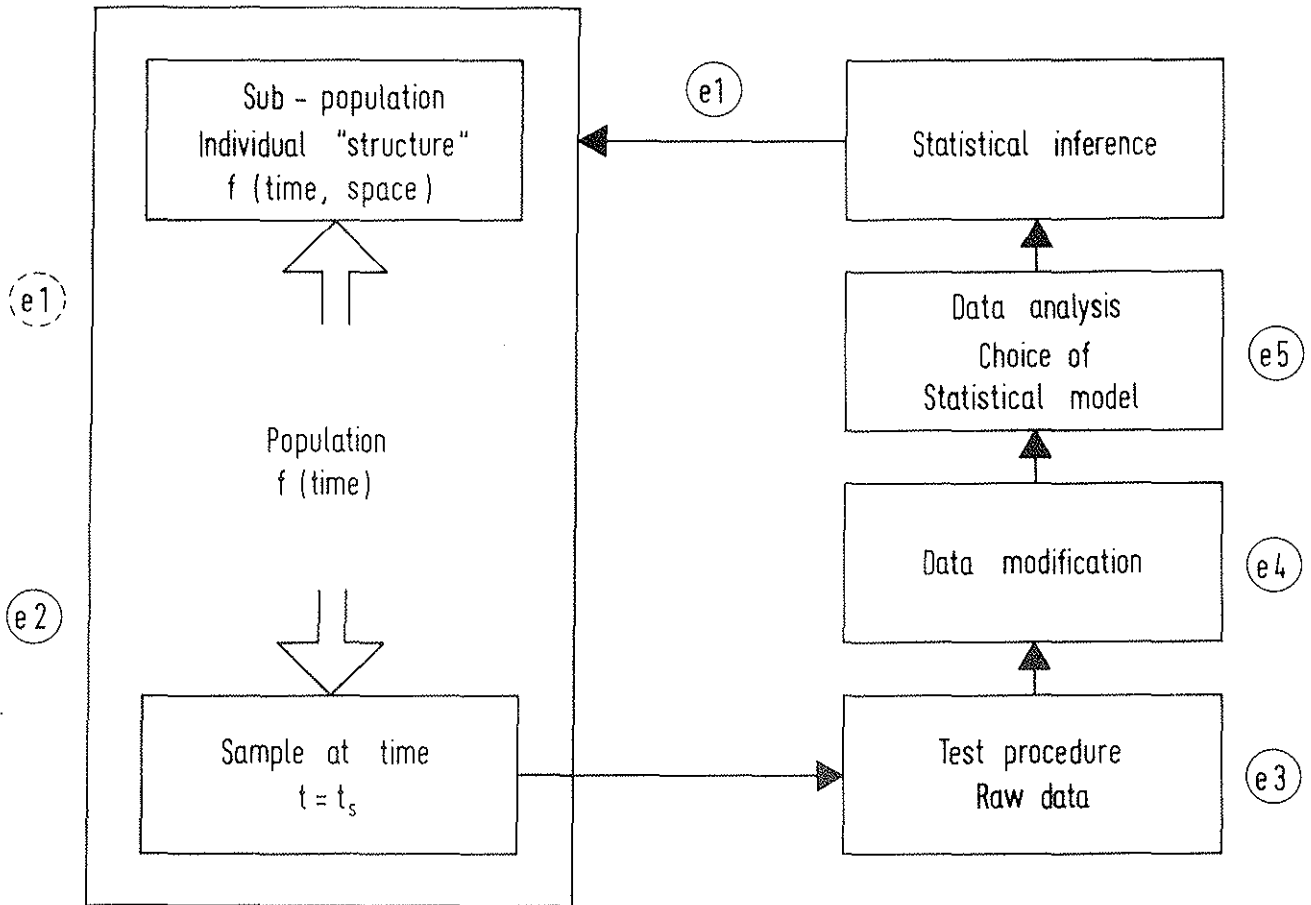 Sub - population
Individual "structure"
f (time, space)
e1
Population
f (time)
e2
Sample at time
t = tₛ
e1
Statistical inference
Data analysis
Choice of
Statistical model
e5
Data modification
e4
Test procedure
Raw data
e3